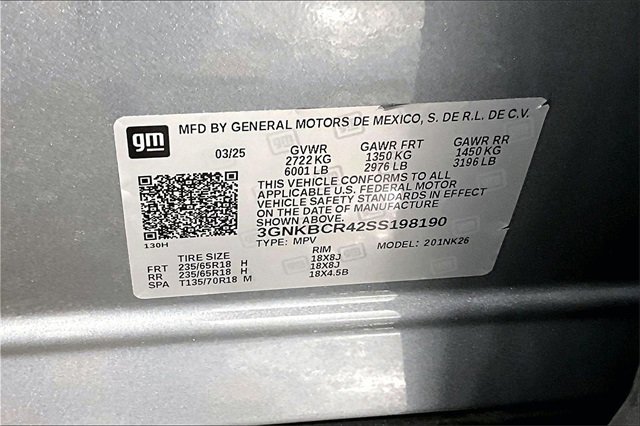 gm
MFD BY GENERAL MOTORS DE MEXICO, S. DE R.L. DE C.V.
03/25 GVWR GAWR FRT GAWR RR
2722 KG 1350 KG 1450 KG
6001 LB 2976 LB 3196 LB
THIS VEHICLE CONFORMS TO ALL
APPLICABLE U.S. FEDERAL MOTOR
VEHICLE SAFETY STANDARDS IN EFFECT
ON THE DATE OF MANUFACTURE
SHOWN ABOVE.
3GNKBCR42SS198190
130H TYPE: MPV MODEL: 201NK26
TIRE SIZE RIM
FRT 235/65R18 H 18X8J
RR 235/65R18 H 18X8J
SPA T135/70R18 M 18X4.5B